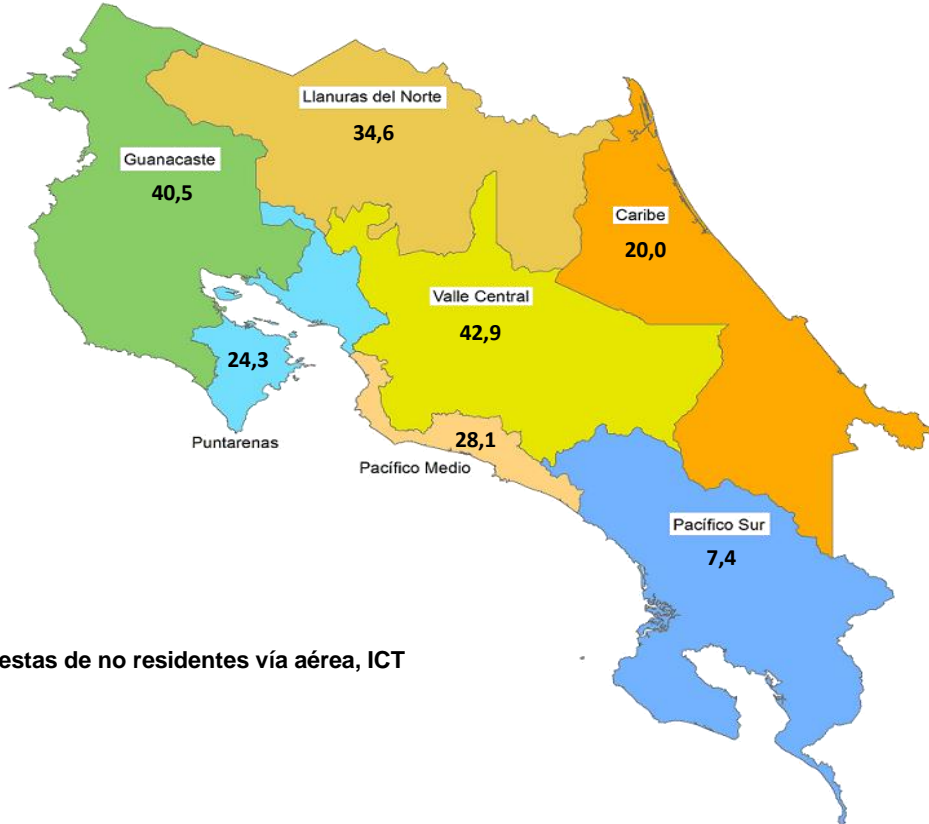 Llanuras del Norte
34,6
Guanacaste
40,5
Caribe
20,0
Valle Central
42,9
24,3
Puntarenas
28,1
Pacífico Medio
Pacífico Sur
7,4
estas de no residentes vía aérea, ICT